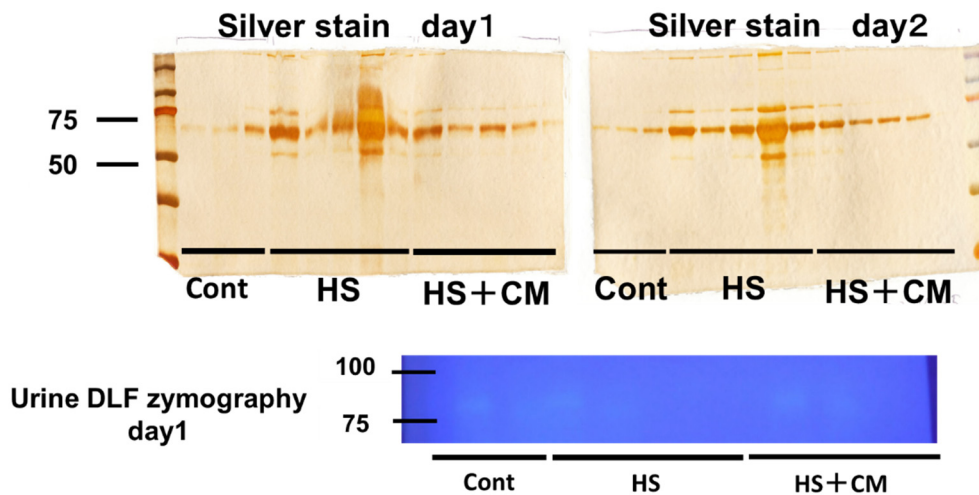 Silver stain day1
Silver stain day2
75
50
Cont
HS
HS+CM
Cont
HS
HS+CM
Urine DLF zymography
day1
100
75
Cont
HS
HS+CM